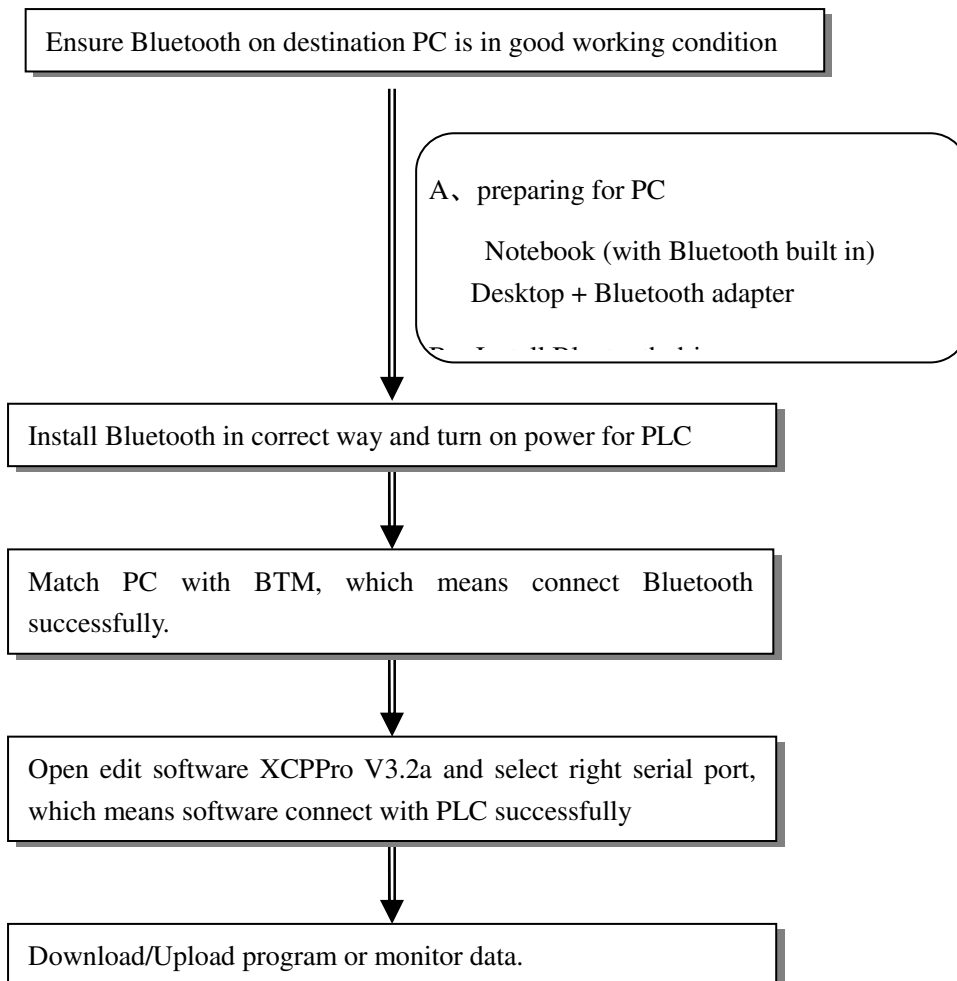 Ensure Bluetooth on destination PC is in good working condition
A、preparing for PC
Notebook (with Bluetooth built in)
Desktop + Bluetooth adapter
Install Bluetooth in correct way and turn on power for PLC
Match PC with BTM, which means connect Bluetooth
successfully.
Open edit software XCPPro V3.2a and select right serial port,
which means software connect with PLC successfully
Download/Upload program or monitor data.